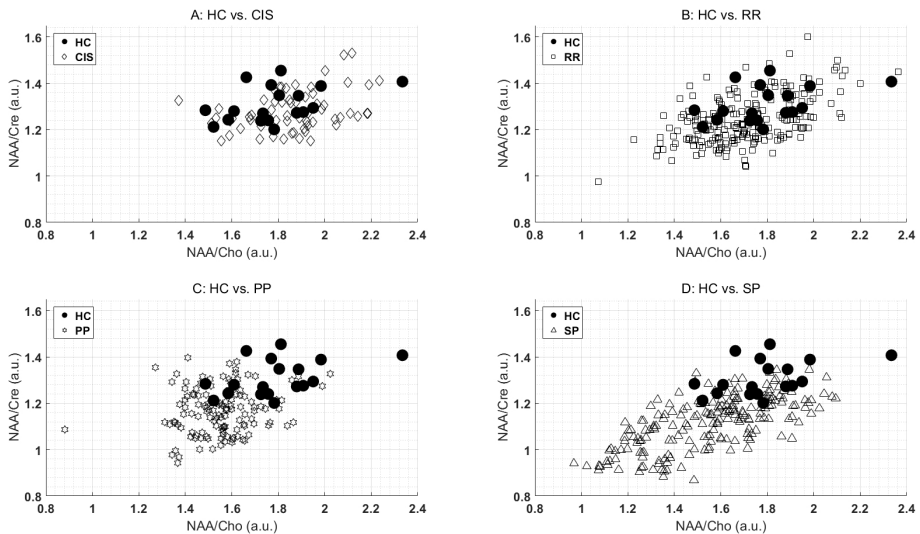 A: HC vs. CIS
NAA/Cre (a.u.)
1.6
1.4
1.2
1
0.8
HC
CIS
0.8 1 1.2 1.4 1.6 1.8 2 2.2 2.4
NAA/Cho (a.u.)
B: HC vs. RR
NAA/Cre (a.u.)
1.6
1.4
1.2
1
0.8
HC
RR
0.8 1 1.2 1.4 1.6 1.8 2 2.2 2.4
NAA/Cho (a.u.)
C: HC vs. PP
NAA/Cre (a.u.)
1.6
1.4
1.2
1
0.8
HC
PP
0.8 1 1.2 1.4 1.6 1.8 2 2.2 2.4
NAA/Cho (a.u.)
D: HC vs. SP
NAA/Cre (a.u.)
1.6
1.4
1.2
1
0.8
HC
SP
0.8 1 1.2 1.4 1.6 1.8 2 2.2 2.4
NAA/Cho (a.u.)